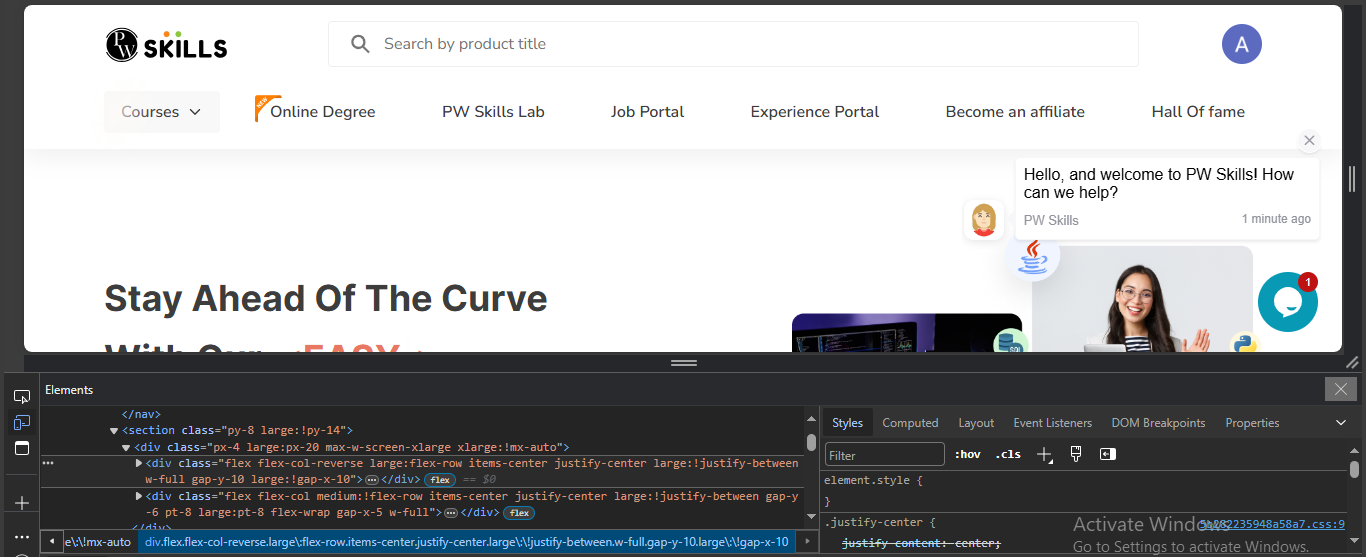 PW SKILLS
Search by product title
A
Courses
NEW
Online Degree
PW Skills Lab
Job Portal
Experience Portal
Become an affiliate
Hall Of fame
Hello, and welcome to PW Skills! How
can we help?
PW Skills
1 minute ago
1
Stay Ahead Of The Curve
With Our <EASY
SQL
Elements
</nav>
<section class="py-8 large:!py-14">
<div class="px-4 large:px-20 max-w-screen-xlarge xlarge:!mx-auto">
<div class="flex flex-col-reverse large:flex-row items-center justify-center large:!justify-between
w-full gap-y-10 large:!gap-x-10">…</div> flex == $0
<div class="flex flex-col medium:!flex-row items-center justify-center large:!justify-between gap-y
-6 pt-8 large:pt-8 flex-wrap gap-x-5 w-full">…</div> flex
</div>
e\:\!mx-auto
div.flex.flex-col-reverse.large\:flex-row.items-center.justify-center.large\:\!justify-between.w-full.gap-y-10.large\:\!gap-x-10
Styles
Computed
Layout
Event Listeners
DOM Breakpoints
Properties
Filter
:hov
.cls
element.style {
}
.justify-center {
5b282235948a58a7.css:9
justify-content: center;
Activate Windows
Go to Settings to activate Windows.